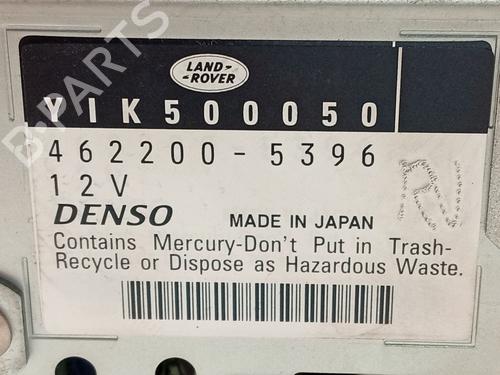 LAND-
-ROVER
YIK500050
462200-5396
12V
DENSO MADE IN JAPAN
Contains Mercury-Don't Put in Trash-
Recycle or Dispose as Hazardous Waste.
B-PARTS